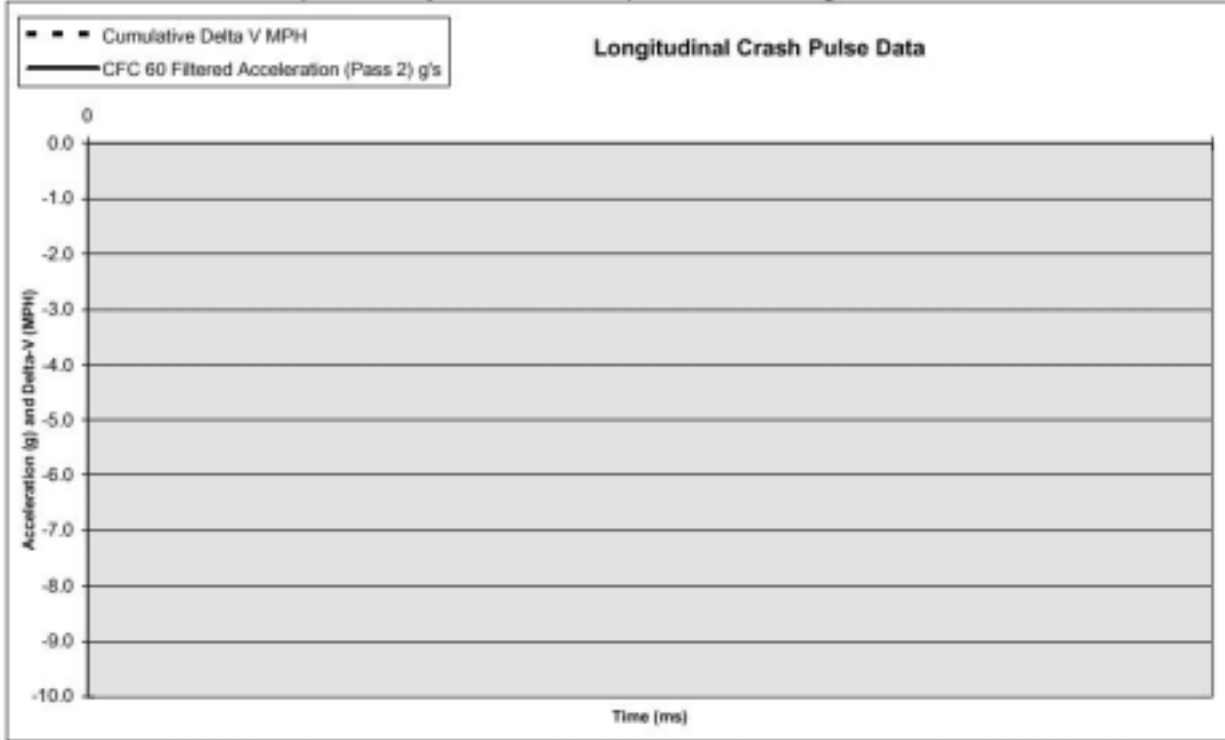 Cumulative Delta V MPH
CFC 60 Filtered Acceleration (Pass 2) g's
Longitudinal Crash Pulse Data
0
0.0
-1.0
-2.0
-3.0
-4.0
-5.0
-6.0
-7.0
-8.0
-9.0
-10.0
Acceleration (g) and Delta-V (MPH)
Time (ms)